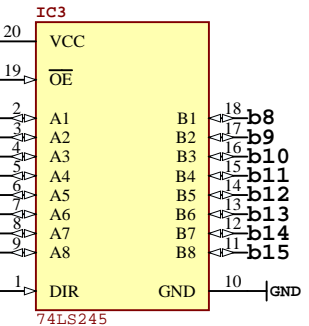 IC3
20 VCC
19 OE
2 A1 B1 18 b8
3 A2 B2 17 b9
4 A3 B3 16 b10
5 A4 B4 15 b11
6 A5 B5 14 b12
7 A6 B6 13 b13
8 A7 B7 12 b14
9 A8 B8 11 b15
1 DIR GND 10 GND
74LS245